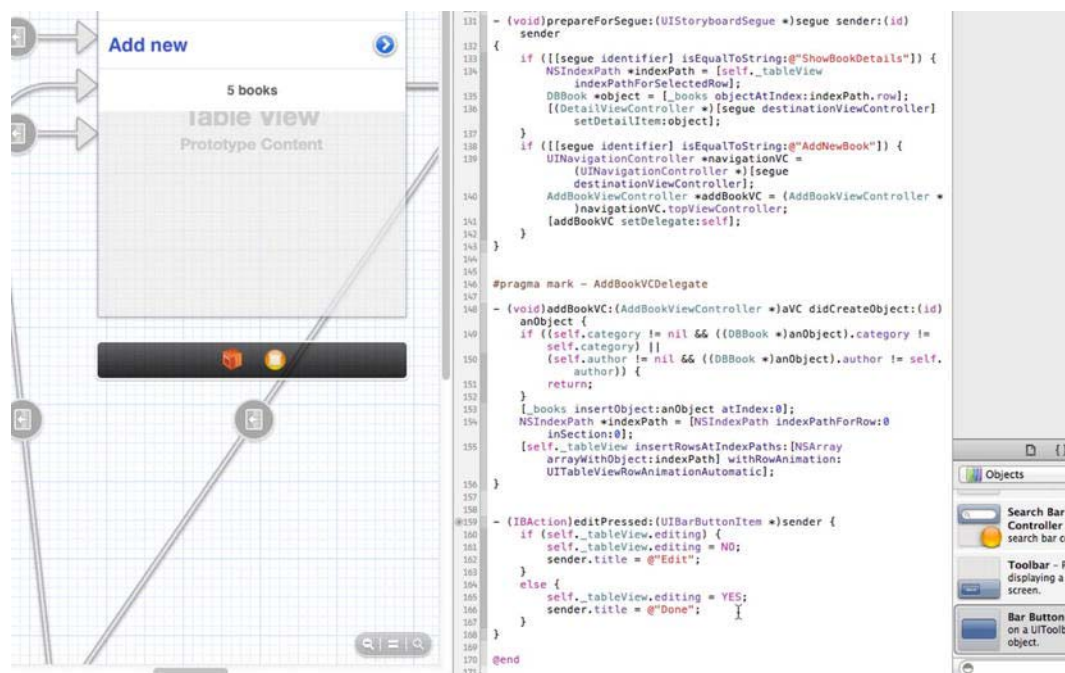 Add new
5 books
Table View
Prototype Content
131 - (void)prepareForSegue:(UIStoryboardSegue *)segue sender:(id)
sender
132 {
133 if ([[segue identifier] isEqualToString:@"ShowBookDetails"]) {
134 NSIndexPath *indexPath = [self._tableView
indexPathForSelectedRow];
135 DBBook *object = [_books objectAtIndex:indexPath.row];
136 [(DetailViewController *)[segue destinationViewController]
setDetailItem:object];
137 }
138 if ([[segue identifier] isEqualToString:@"AddNewBook"]) {
139 UINavigationController *navigationVC =
(UINavigationController *)[segue
destinationViewController];
140 AddBookViewController *addBookVC = (AddBookViewController *
)navigationVC.topViewController;
141 [addBookVC setDelegate:self];
142 }
143 }
144
145
146 #pragma mark - AddBookVCDelegate
147
148 - (void)addBookVC:(AddBookViewController *)aVC didCreateObject:(id)
anObject {
149 if ((self.category != nil && ((DBBook *)anObject).category !=
self.category) ||
150 (self.author != nil && ((DBBook *)anObject).author != self.
author)) {
151 return;
152 }
153 [_books insertObject:anObject atIndex:0];
154 NSIndexPath *indexPath = [NSIndexPath indexPathForRow:0
inSection:0];
155 [self._tableView insertRowsAtIndexPaths:[NSArray
arrayWithObject:indexPath] withRowAnimation:
UITableViewRowAnimationAutomatic];
156 }
157
158
159 - (IBAction)editPressed:(UIBarButtonItem *)sender {
160 if (self._tableView.editing) {
161 self._tableView.editing = NO;
162 sender.title = @"Edit";
163 }
164 else {
165 self._tableView.editing = YES;
166 sender.title = @"Done";
167 }
168 }
169
170 @end
171
{}
Objects
Search Bar
Controller
search bar
Toolbar -
displaying a
screen.
Bar Button
on a UIToolb
object.